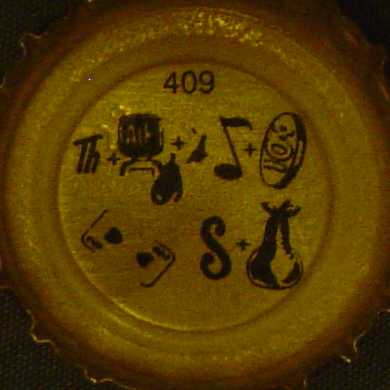 409
Th + + +
S +